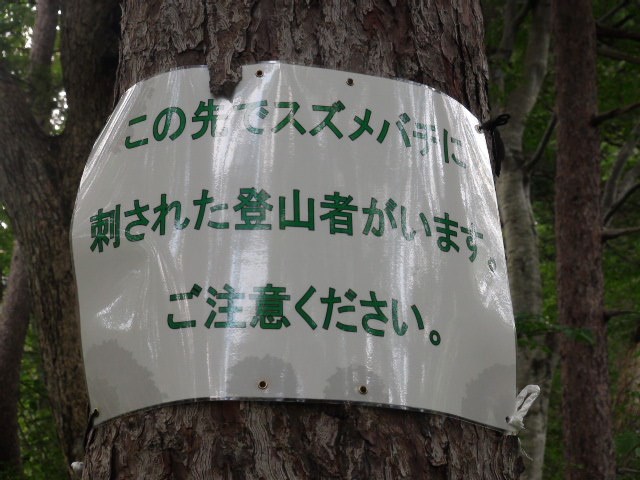 この先でスズメバチに
刺された登山者がいます。
ご注意ください。